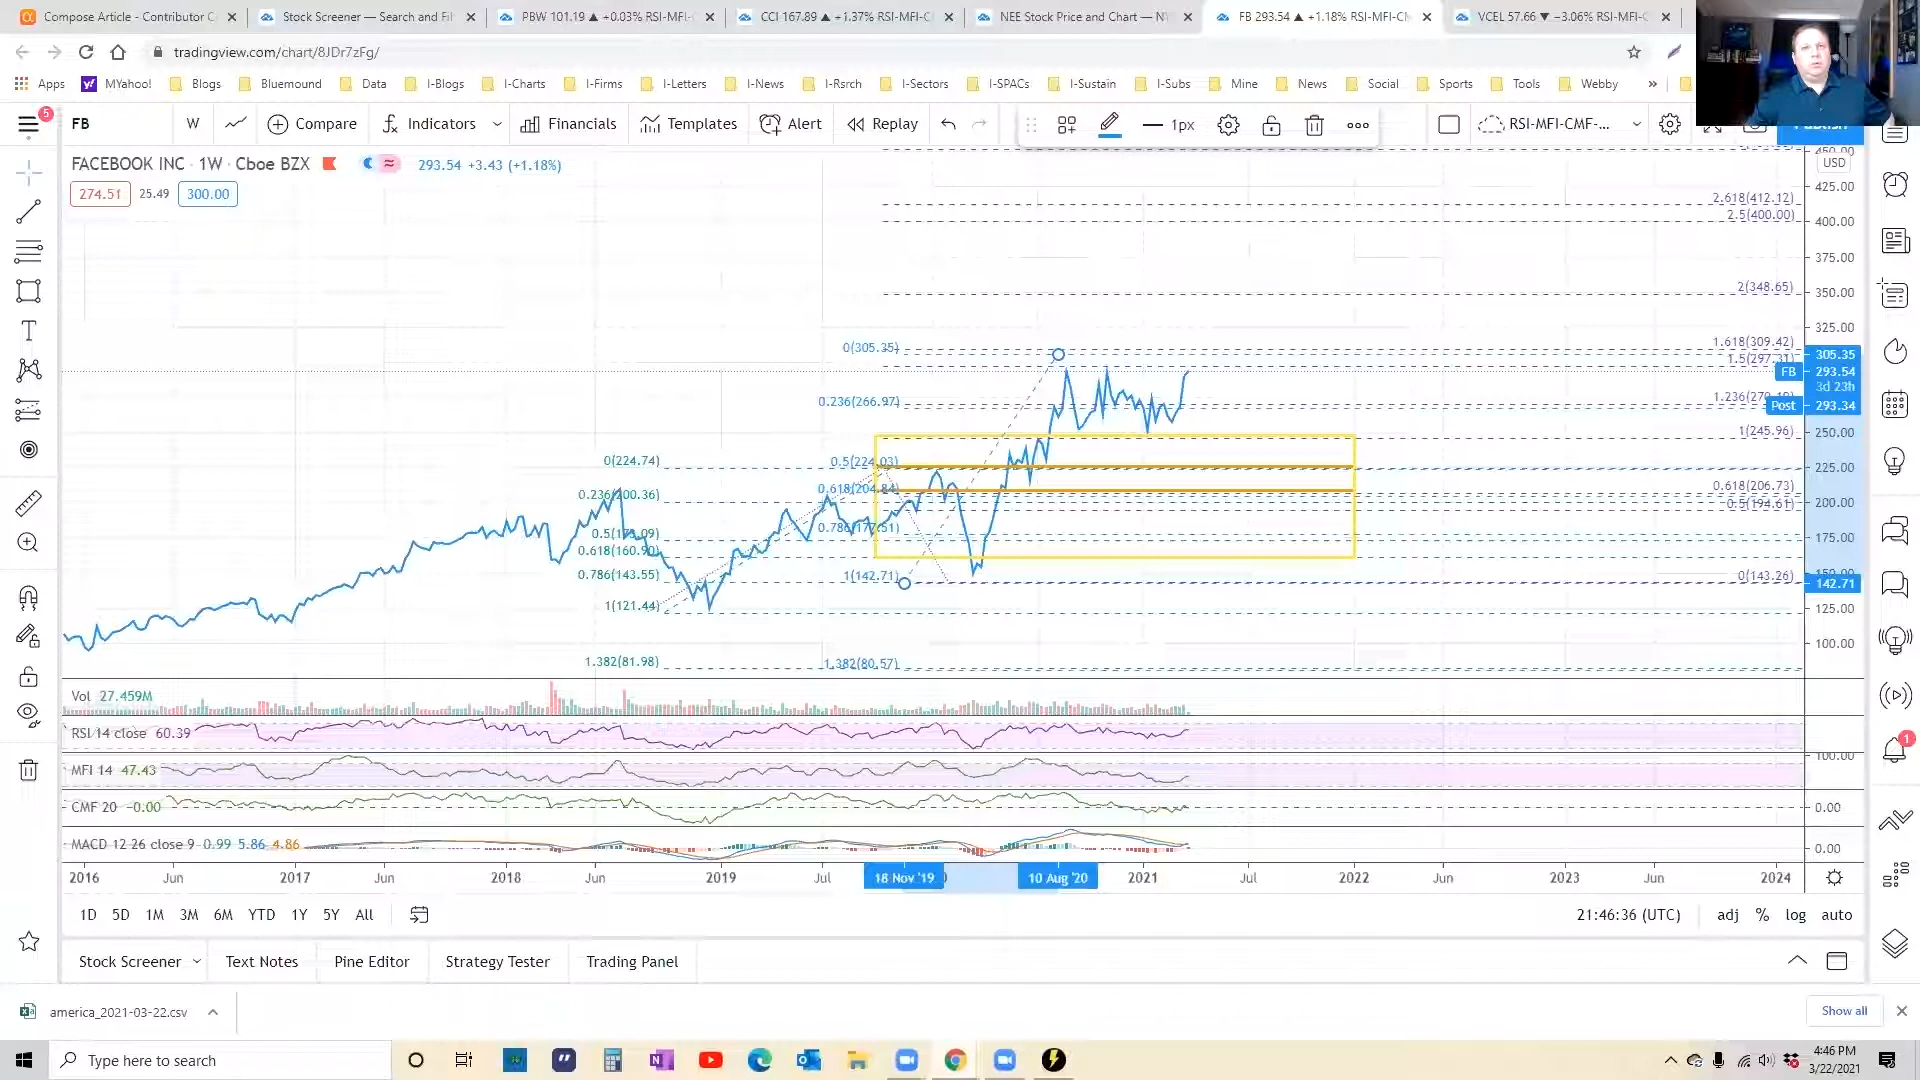 Compose Article - Contributor C
Stock Screener — Search and Fil
PBW 101.19 ▲ +0.03% RSI-MFI-C
CCI 167.89 ▲ +1.37% RSI-MFI-C
NEE Stock Price and Chart — NY
FB 293.54 ▲ +1.18% RSI-MFI-CM
VCEL 57.66 ▼ −3.06% RSI-MFI-C
tradingview.com/chart/8JDr7zFg/
Apps MYahoo! Blogs Bluemound Data I-Blogs I-Charts I-Firms I-Letters I-News I-Rsrch I-Sectors I-SPACs I-Sustain I-Subs Mine News Social Sports Tools Webby »
5
FB W Compare Indicators Financials Templates Alert Replay 1px RSI-MFI-CMF-...
FACEBOOK INC · 1W · Cboe BZX 293.54 +3.43 (+1.18%)
USD
274.51 25.49 300.00
425.00
2.618(412.12)
2.5(400.00) 400.00
375.00
2(348.65) 350.00
325.00
0(305.35) 1.618(309.42)
305.35
1.5(297.31)
FB 293.54
3d 23h
0.236(266.97)
Post 293.34
1(245.96) 250.00
0(224.74) 0.5(224.03) 225.00
0.236(200.36) 0.618(204.84) 0.618(206.73)
0.5(194.61) 200.00
0.786(177.51)
0.5(173.09) 175.00
0.618(160.90)
0.786(143.55) 1(142.71) 0(143.26) 150.00
142.71
1(121.44) 125.00
100.00
1.382(81.98) 1.382(80.57)
Vol 27.459M
RSI 14 close 60.39
100.00
MFI 14 47.43
CMF 20 −0.00 0.00
MACD 12 26 close 9 -0.99 5.86 4.86 0.00
2016 Jun 2017 Jun 2018 Jun 2019 Jul 18 Nov '19 10 Aug '20 2021 Jul 2022 Jun 2023 Jun 2024
1D 5D 1M 3M 6M YTD 1Y 5Y All 21:46:36 (UTC) adj % log auto
Stock Screener Text Notes Pine Editor Strategy Tester Trading Panel
america_2021-03-22.csv Show all
Type here to search
4:46 PM
3/22/2021
1